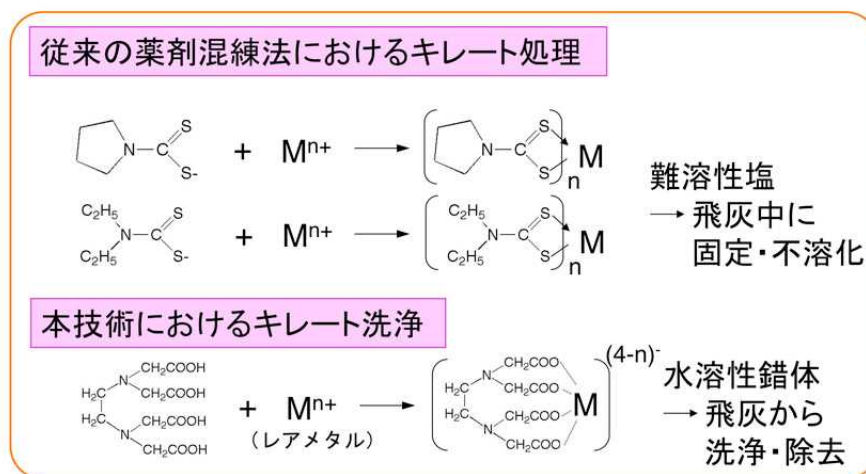 従来の薬剤混練法におけるキレート処理
N C S S- + Mn+ → N C S S n M
C2H5 C2H5 N C S S- + Mn+ → C2H5 C2H5 N C S S n M
難溶性塩
→ 飛灰中に
固定・不溶化
本技術におけるキレート洗浄
H2C H2C N N CH2COOH CH2COOH CH2COOH CH2COOH + Mn+ → H2C H2C N N CH2COO CH2COO CH2COO CH2COO M (4-n)-
(レアメタル)
水溶性錯体
→ 飛灰から
洗浄・除去